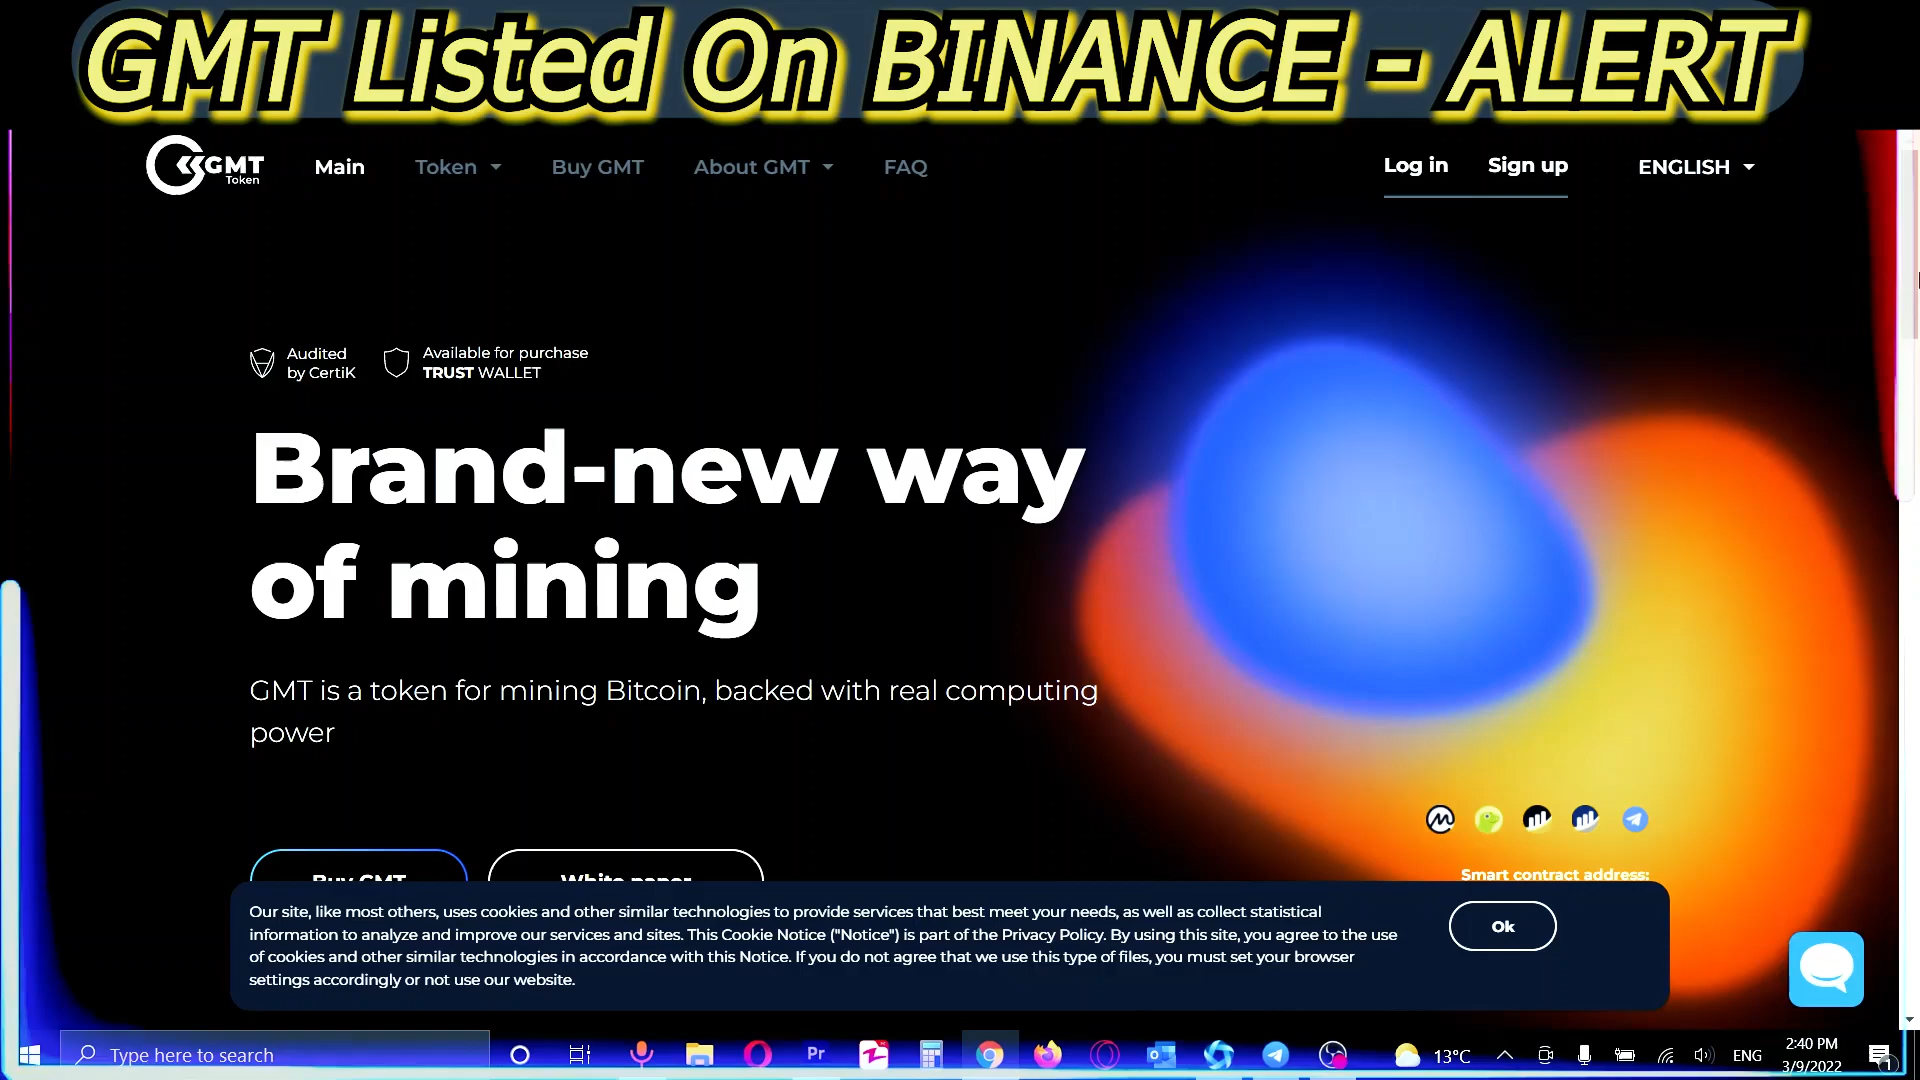 GMT Listed On BINANCE - ALERT
GMT
Token
Main
Token
Buy GMT
About GMT
FAQ
Log in
Sign up
ENGLISH
Audited
by CertiK
Available for purchase
TRUST WALLET
Brand-new way
of mining
GMT is a token for mining Bitcoin, backed with real computing
power
Buy GMT
White paper
Smart contract address:
Our site, like most others, uses cookies and other similar technologies to provide services that best meet your needs, as well as collect statistical
information to analyze and improve our services and sites. This Cookie Notice ("Notice") is part of the Privacy Policy. By using this site, you agree to the use
of cookies and other similar technologies in accordance with this Notice. If you do not agree that we use this type of files, you must set your browser
settings accordingly or not use our website.
Ok
Type here to search
Pr
13°C
ENG
2:40 PM
3/9/2022
1